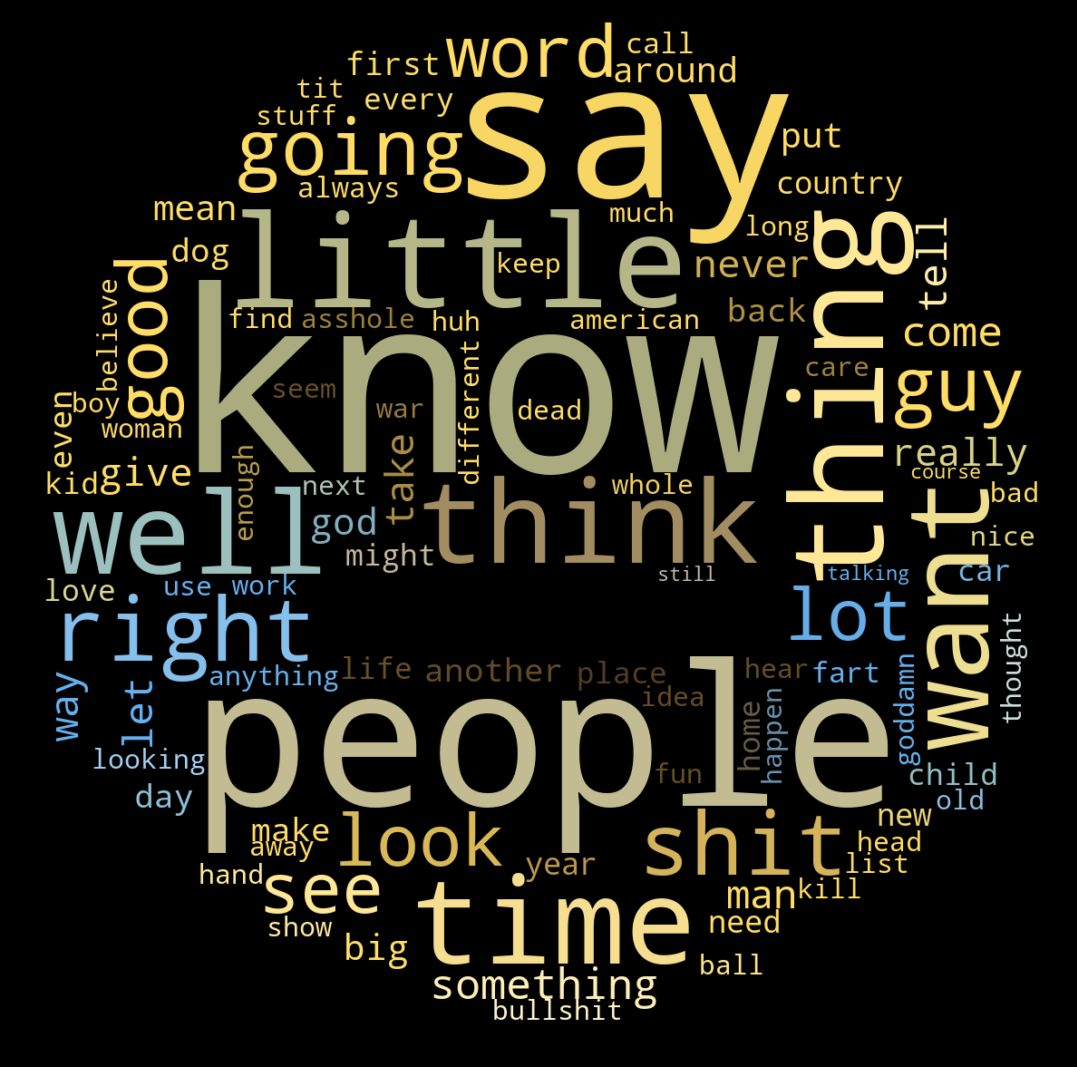 word
call
first
around
tit
say
every
stuff
going
put
always
country
mean
little
much
long
thing
tell
dog
keep
never
good
know
find
asshole
huh
american
back
come
believe
different
care
guy
seem
war
dead
boy
even
woman
really
kid
give
enough
take
course
next
think
whole
want
bad
well
god
might
nice
still
talking
car
love
use
work
right
lot
thought
way
let
anything
life
another
place
hear
fart
goddamn
people
idea
home
happen
looking
fun
child
day
old
make
look
shit
new
away
head
hand
year
list
see
time
man
kill
show
need
big
ball
something
bullshit